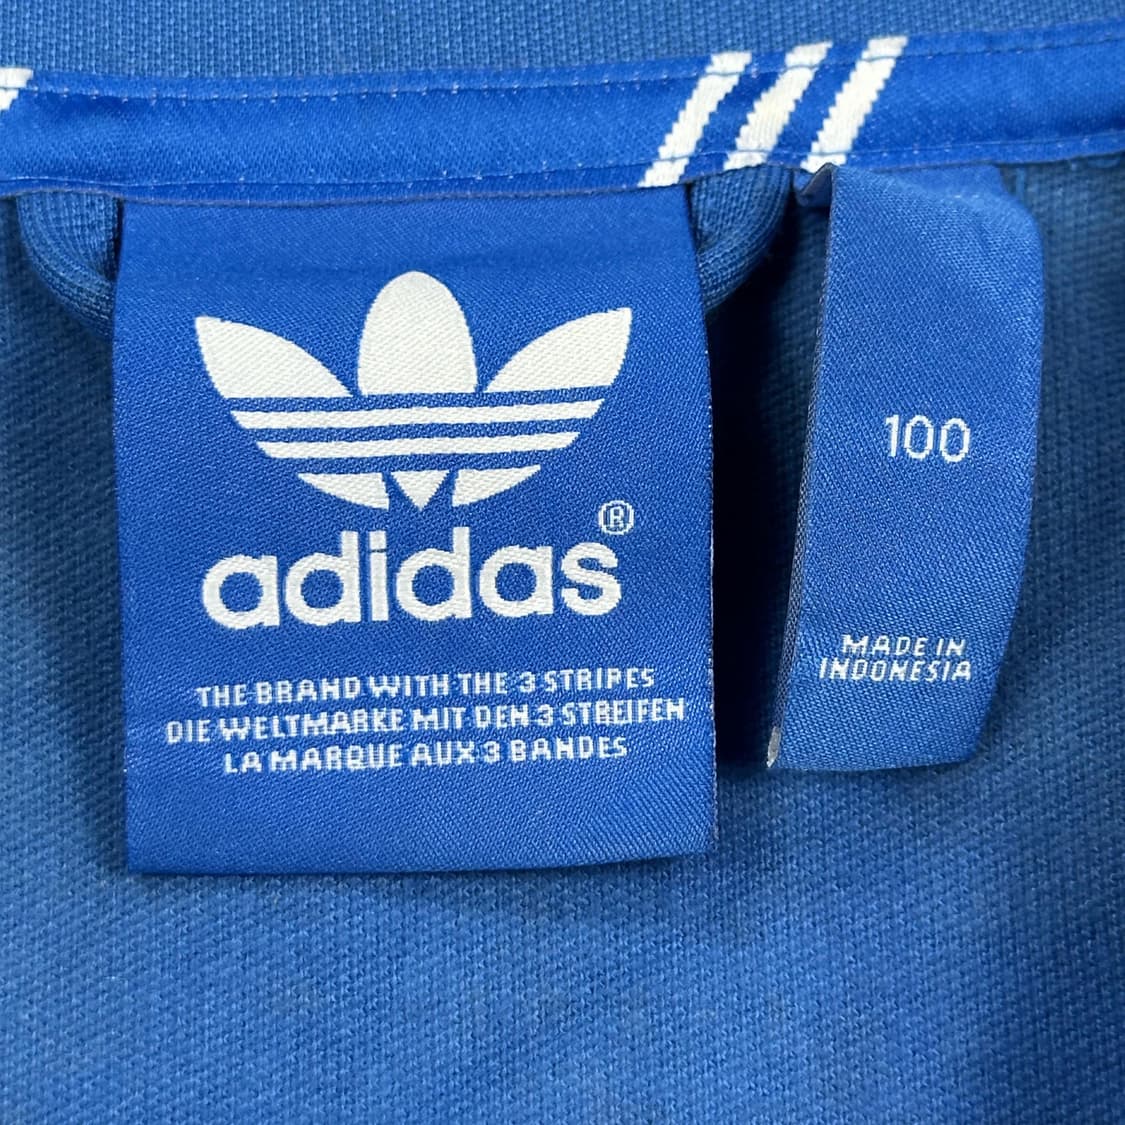 adidas®
THE BRAND WITH THE 3 STRIPES
DIE WELTMARKE MIT DEN 3 STREIFEN
LA MARQUE AUX 3 BANDES
100
MADE IN
INDONESIA